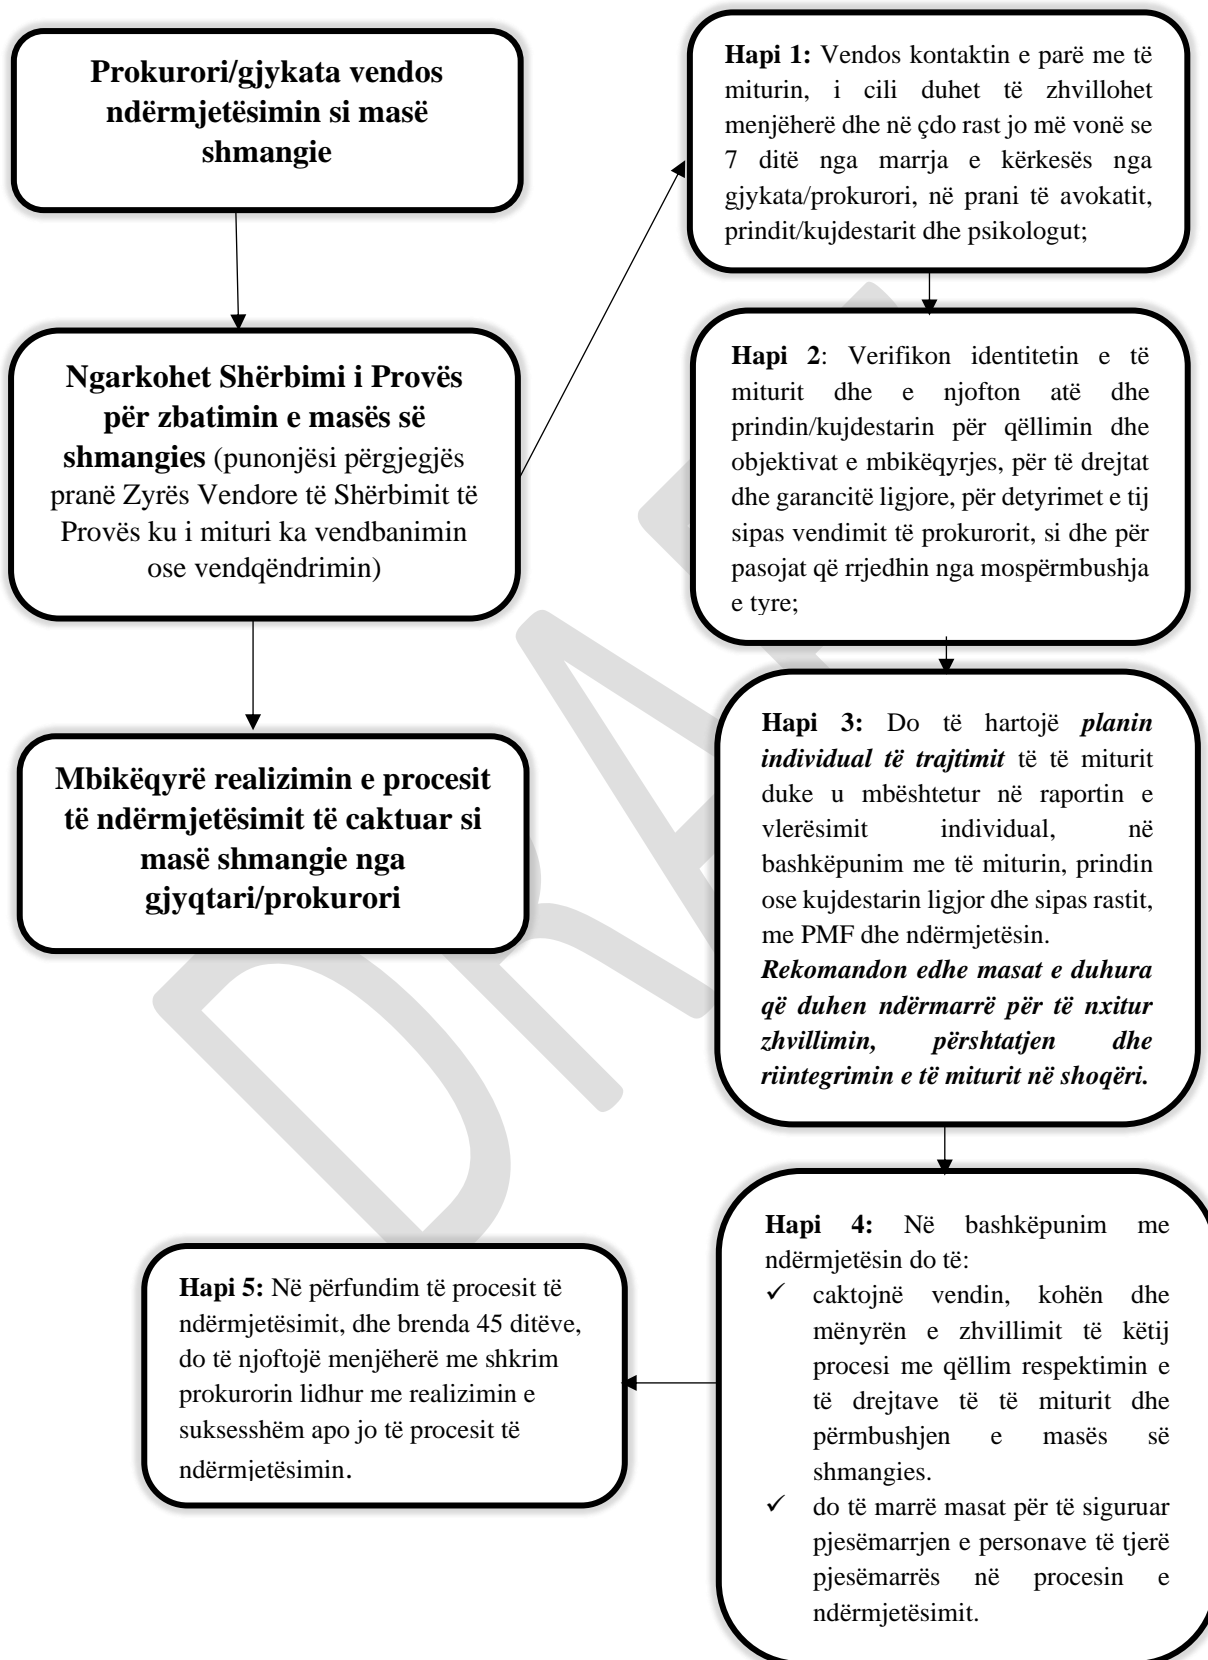 Prokurori/gjykata vendos
ndërmjetësimin si masë
shmangie
Ngarkohet Shërbimi i Provës
për zbatimin e masës së
shmangies (punonjësi përgjegjës
pranë Zyrës Vendore të Shërbimit të
Provës ku i mituri ka vendbanimin
ose vendqëndrimin)
Mbikëqyrë realizimin e procesit
të ndërmjetësimit të caktuar si
masë shmangie nga
gjyqtari/prokurori
Hapi 1: Vendos kontaktin e parë me të
miturin, i cili duhet të zhvillohet
menjëherë dhe në çdo rast jo më vonë se
7 ditë nga marrja e kërkesës nga
gjykata/prokurori, në prani të avokatit,
prindit/kujdestarit dhe psikologut;
Hapi 2: Verifikon identitetin e të
miturit dhe e njofton atë dhe
prindin/kujdestarin për qëllimin dhe
objektivat e mbikëqyrjes, për të drejtat
dhe garancitë ligjore, për detyrimet e tij
sipas vendimit të prokurorit, si dhe për
pasojat që rrjedhin nga mospërmbushja
e tyre;
Hapi 3: Do të hartojë planin
individual të trajtimit të të miturit
duke u mbështetur në raportin e
vlerësimit individual, në
bashkëpunim me të miturin, prindin
ose kujdestarin ligjor dhe sipas rastit,
me PMF dhe ndërmjetësin.
Rekomandon edhe masat e duhura
që duhen ndërmarrë për të nxitur
zhvillimin, përshtatjen dhe
riintegrimin e të miturit në shoqëri.
Hapi 4: Në bashkëpunim me
ndërmjetësin do të:
✓ caktojnë vendin, kohën dhe
mënyrën e zhvillimit të këtij
procesi me qëllim respektimin e
të drejtave të të miturit dhe
përmbushjen e masës së
shmangies.
✓ do të marrë masat për të siguruar
pjesëmarrjen e personave të tjerë
pjesëmarrës në procesin e
ndërmjetësimit.
Hapi 5: Në përfundim të procesit të
ndërmjetësimit, dhe brenda 45 ditëve,
do të njoftojë menjëherë me shkrim
prokurorin lidhur me realizimin e
suksesshëm apo jo të procesit të
ndërmjetësimin.
DRAFT